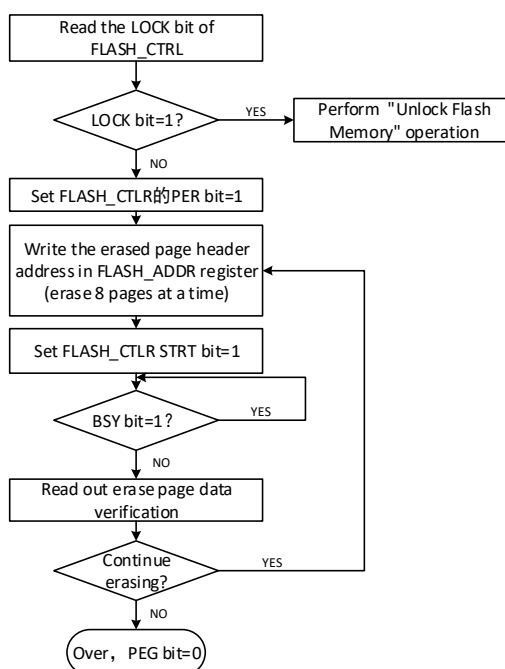 Read the LOCK bit of
FLASH_CTRL
LOCK bit=1?
YES
Perform "Unlock Flash
Memory" operation
NO
Set FLASH_CTLR的PER bit=1
Write the erased page header
address in FLASH_ADDR register
(erase 8 pages at a time)
Set FLASH_CTLR STRT bit=1
BSY bit=1?
YES
NO
Read out erase page data
verification
Continue
erasing?
YES
NO
Over，PEG bit=0